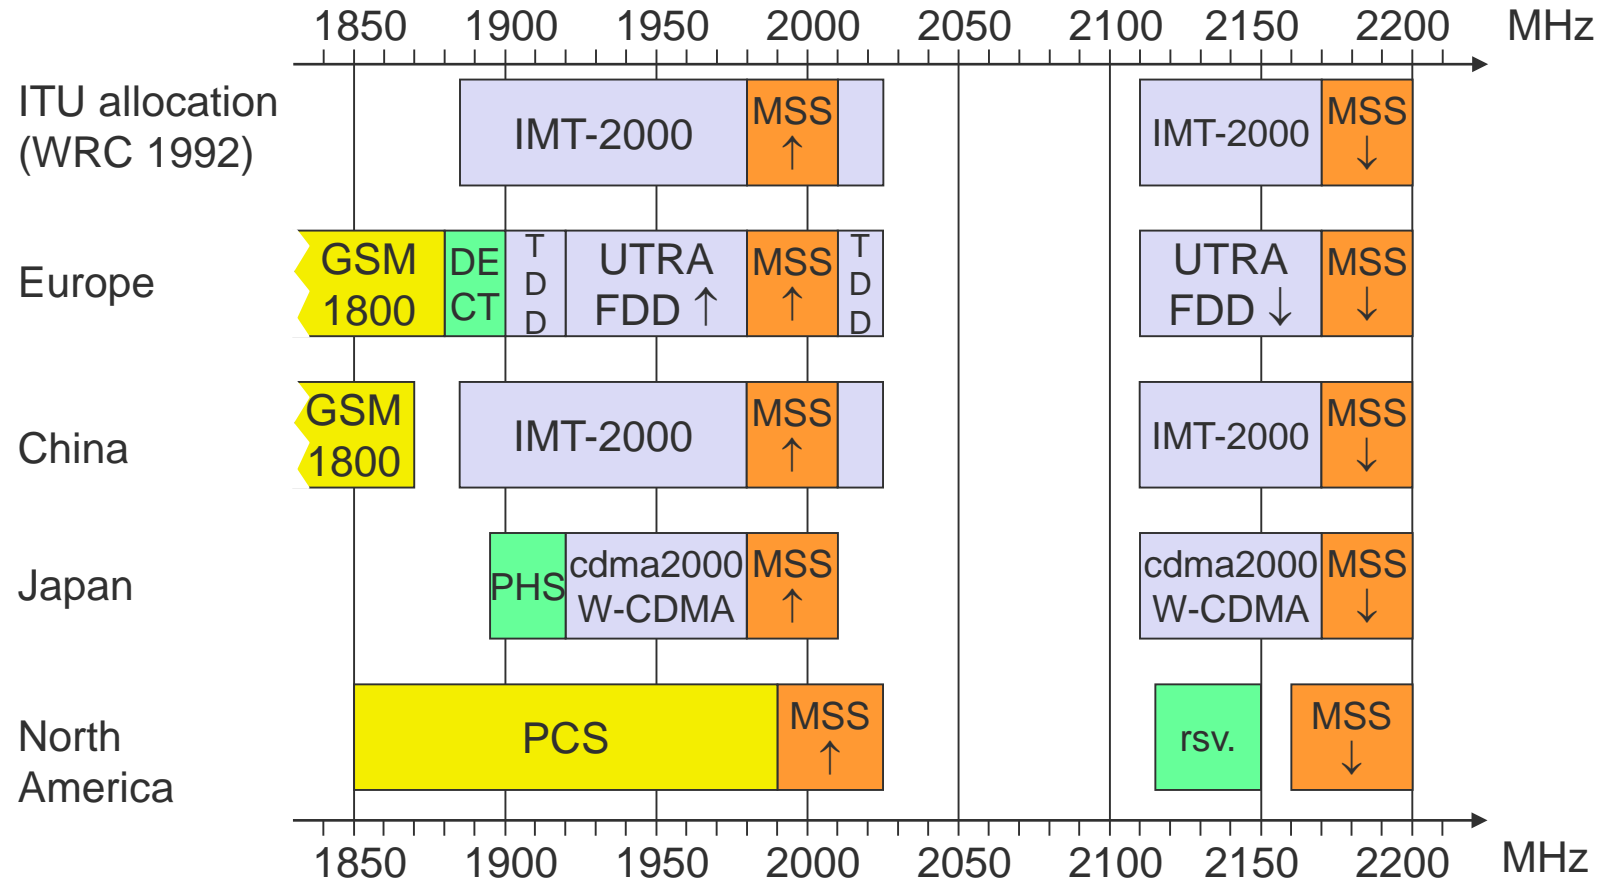 1850 1900 1950 2000 2050 2100 2150 2200 MHz
ITU allocation
(WRC 1992)
IMT-2000
MSS
↑
IMT-2000
MSS
↓
Europe
GSM
1800
DE
CT
T
D
D
UTRA
FDD ↑
MSS
↑
T
D
D
UTRA
FDD ↓
MSS
↓
China
GSM
1800
IMT-2000
MSS
↑
IMT-2000
MSS
↓
Japan
PHS
cdma2000
W-CDMA
MSS
↑
cdma2000
W-CDMA
MSS
↓
North
America
PCS
MSS
↑
rsv.
MSS
↓
1850 1900 1950 2000 2050 2100 2150 2200 MHz